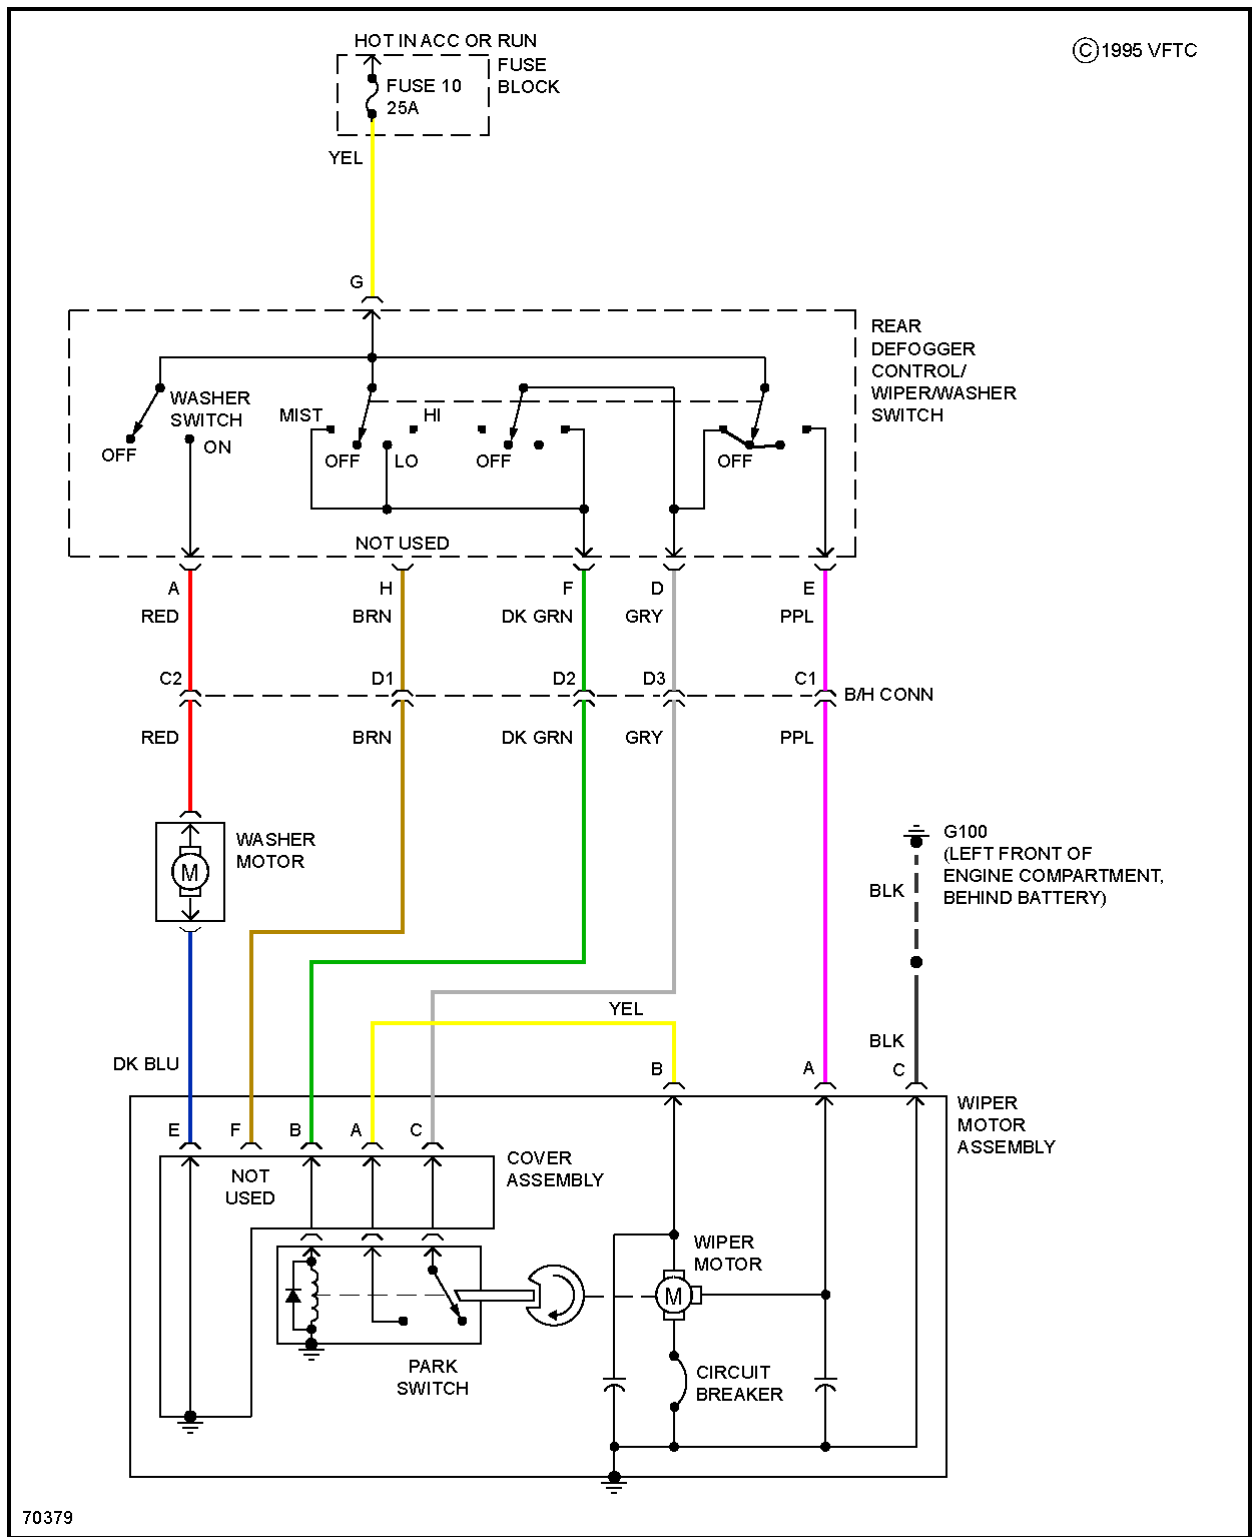 HOT IN ACC OR RUN
© 1995 VFTC
FUSE
BLOCK
FUSE 10
25A
YEL
G
REAR
DEFOGGER
CONTROL/
WIPER/WASHER
SWITCH
WASHER
SWITCH
OFF
ON
MIST
HI
OFF
LO
OFF
OFF
NOT USED
A
H
F
D
E
RED
BRN
DK GRN
GRY
PPL
C2
D1
D2
D3
C1
B/H CONN
RED
BRN
DK GRN
GRY
PPL
WASHER
MOTOR
M
G100
(LEFT FRONT OF
ENGINE COMPARTMENT,
BEHIND BATTERY)
BLK
YEL
BLK
DK BLU
B
A
C
WIPER
MOTOR
ASSEMBLY
E
F
B
A
C
NOT
USED
COVER
ASSEMBLY
WIPER
MOTOR
M
PARK
SWITCH
CIRCUIT
BREAKER
70379